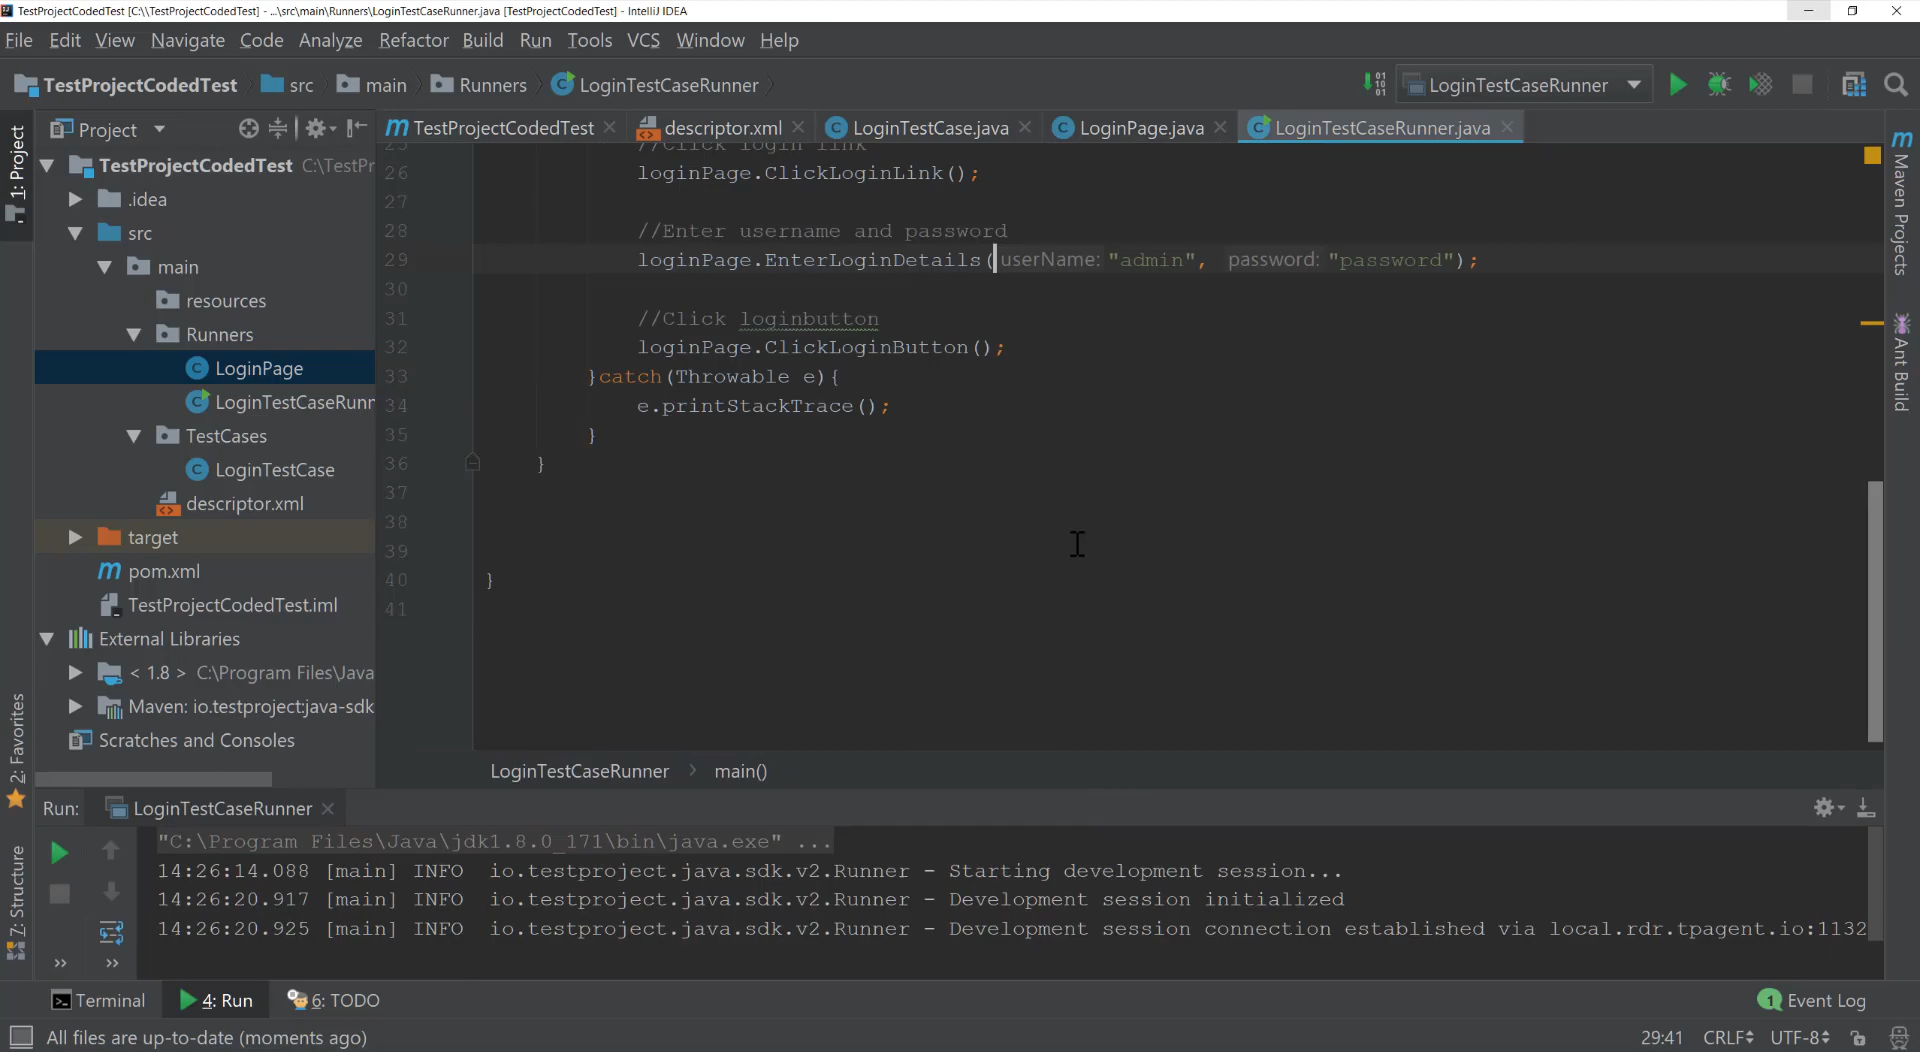 TestProjectCodedTest [C:\\TestProjectCodedTest] - ...\src\main\Runners\LoginTestCaseRunner.java [TestProjectCodedTest] - IntelliJ IDEA
File Edit View Navigate Code Analyze Refactor Build Run Tools VCS Window Help
TestProjectCodedTest src main Runners LoginTestCaseRunner
LoginTestCaseRunner
Project
TestProjectCodedTest descriptor.xml LoginTestCase.java LoginPage.java LoginTestCaseRunner.java
1: Project
2: Favorites
7: Structure
TestProjectCodedTest C:\TestPr
.idea
src
main
resources
Runners
LoginPage
LoginTestCaseRunn
TestCases
LoginTestCase
descriptor.xml
target
pom.xml
TestProjectCodedTest.iml
External Libraries
< 1.8 > C:\Program Files\Java
Maven: io.testproject:java-sdk
Scratches and Consoles
25 //Click login link
26 loginPage.ClickLoginLink();
27
28 //Enter username and password
29 loginPage.EnterLoginDetails( userName: "admin", password: "password");
30
31 //Click loginbutton
32 loginPage.ClickLoginButton();
33 }catch(Throwable e){
34 e.printStackTrace();
35 }
36 }
37
38
39
40 }
41
Maven Projects
Ant Build
LoginTestCaseRunner main()
Run: LoginTestCaseRunner
"C:\Program Files\Java\jdk1.8.0_171\bin\java.exe" ...
14:26:14.088 [main] INFO io.testproject.java.sdk.v2.Runner - Starting development session...
14:26:20.917 [main] INFO io.testproject.java.sdk.v2.Runner - Development session initialized
14:26:20.925 [main] INFO io.testproject.java.sdk.v2.Runner - Development session connection established via local.rdr.tpagent.io:1132
Terminal 4: Run 6: TODO 1 Event Log
All files are up-to-date (moments ago) 29:41 CRLF UTF-8